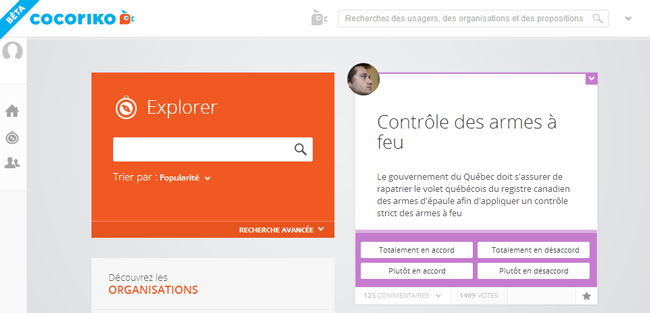 BÊTA
cocoriko
Recherchez des usagers, des organisations et des propositions
Explorer
Trier par : Popularité
RECHERCHE AVANCÉE
Découvrez les
ORGANISATIONS
Contrôle des armes à
feu
Le gouvernement du Québec doit s'assurer de
rapatrier le volet québécois du registre canadien
des armes d'épaule afin d'appliquer un contrôle
strict des armes à feu
Totalement en accord
Totalement en désaccord
Plutôt en accord
Plutôt en désaccord
123 COMMENTAIRES
1409 VOTES